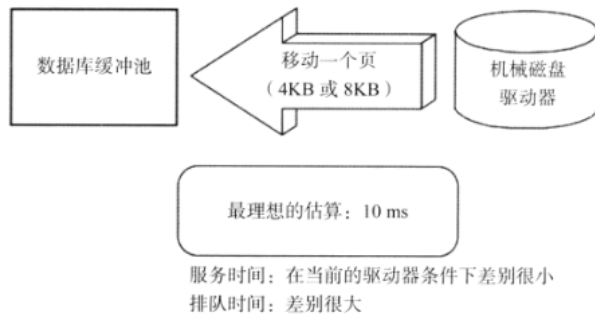 数据库缓冲池
移动一个页
（4KB 或 8KB）
机械磁盘
驱动器
最理想的估算：10 ms
服务时间：在当前的驱动器条件下差别很小
排队时间：差别很大